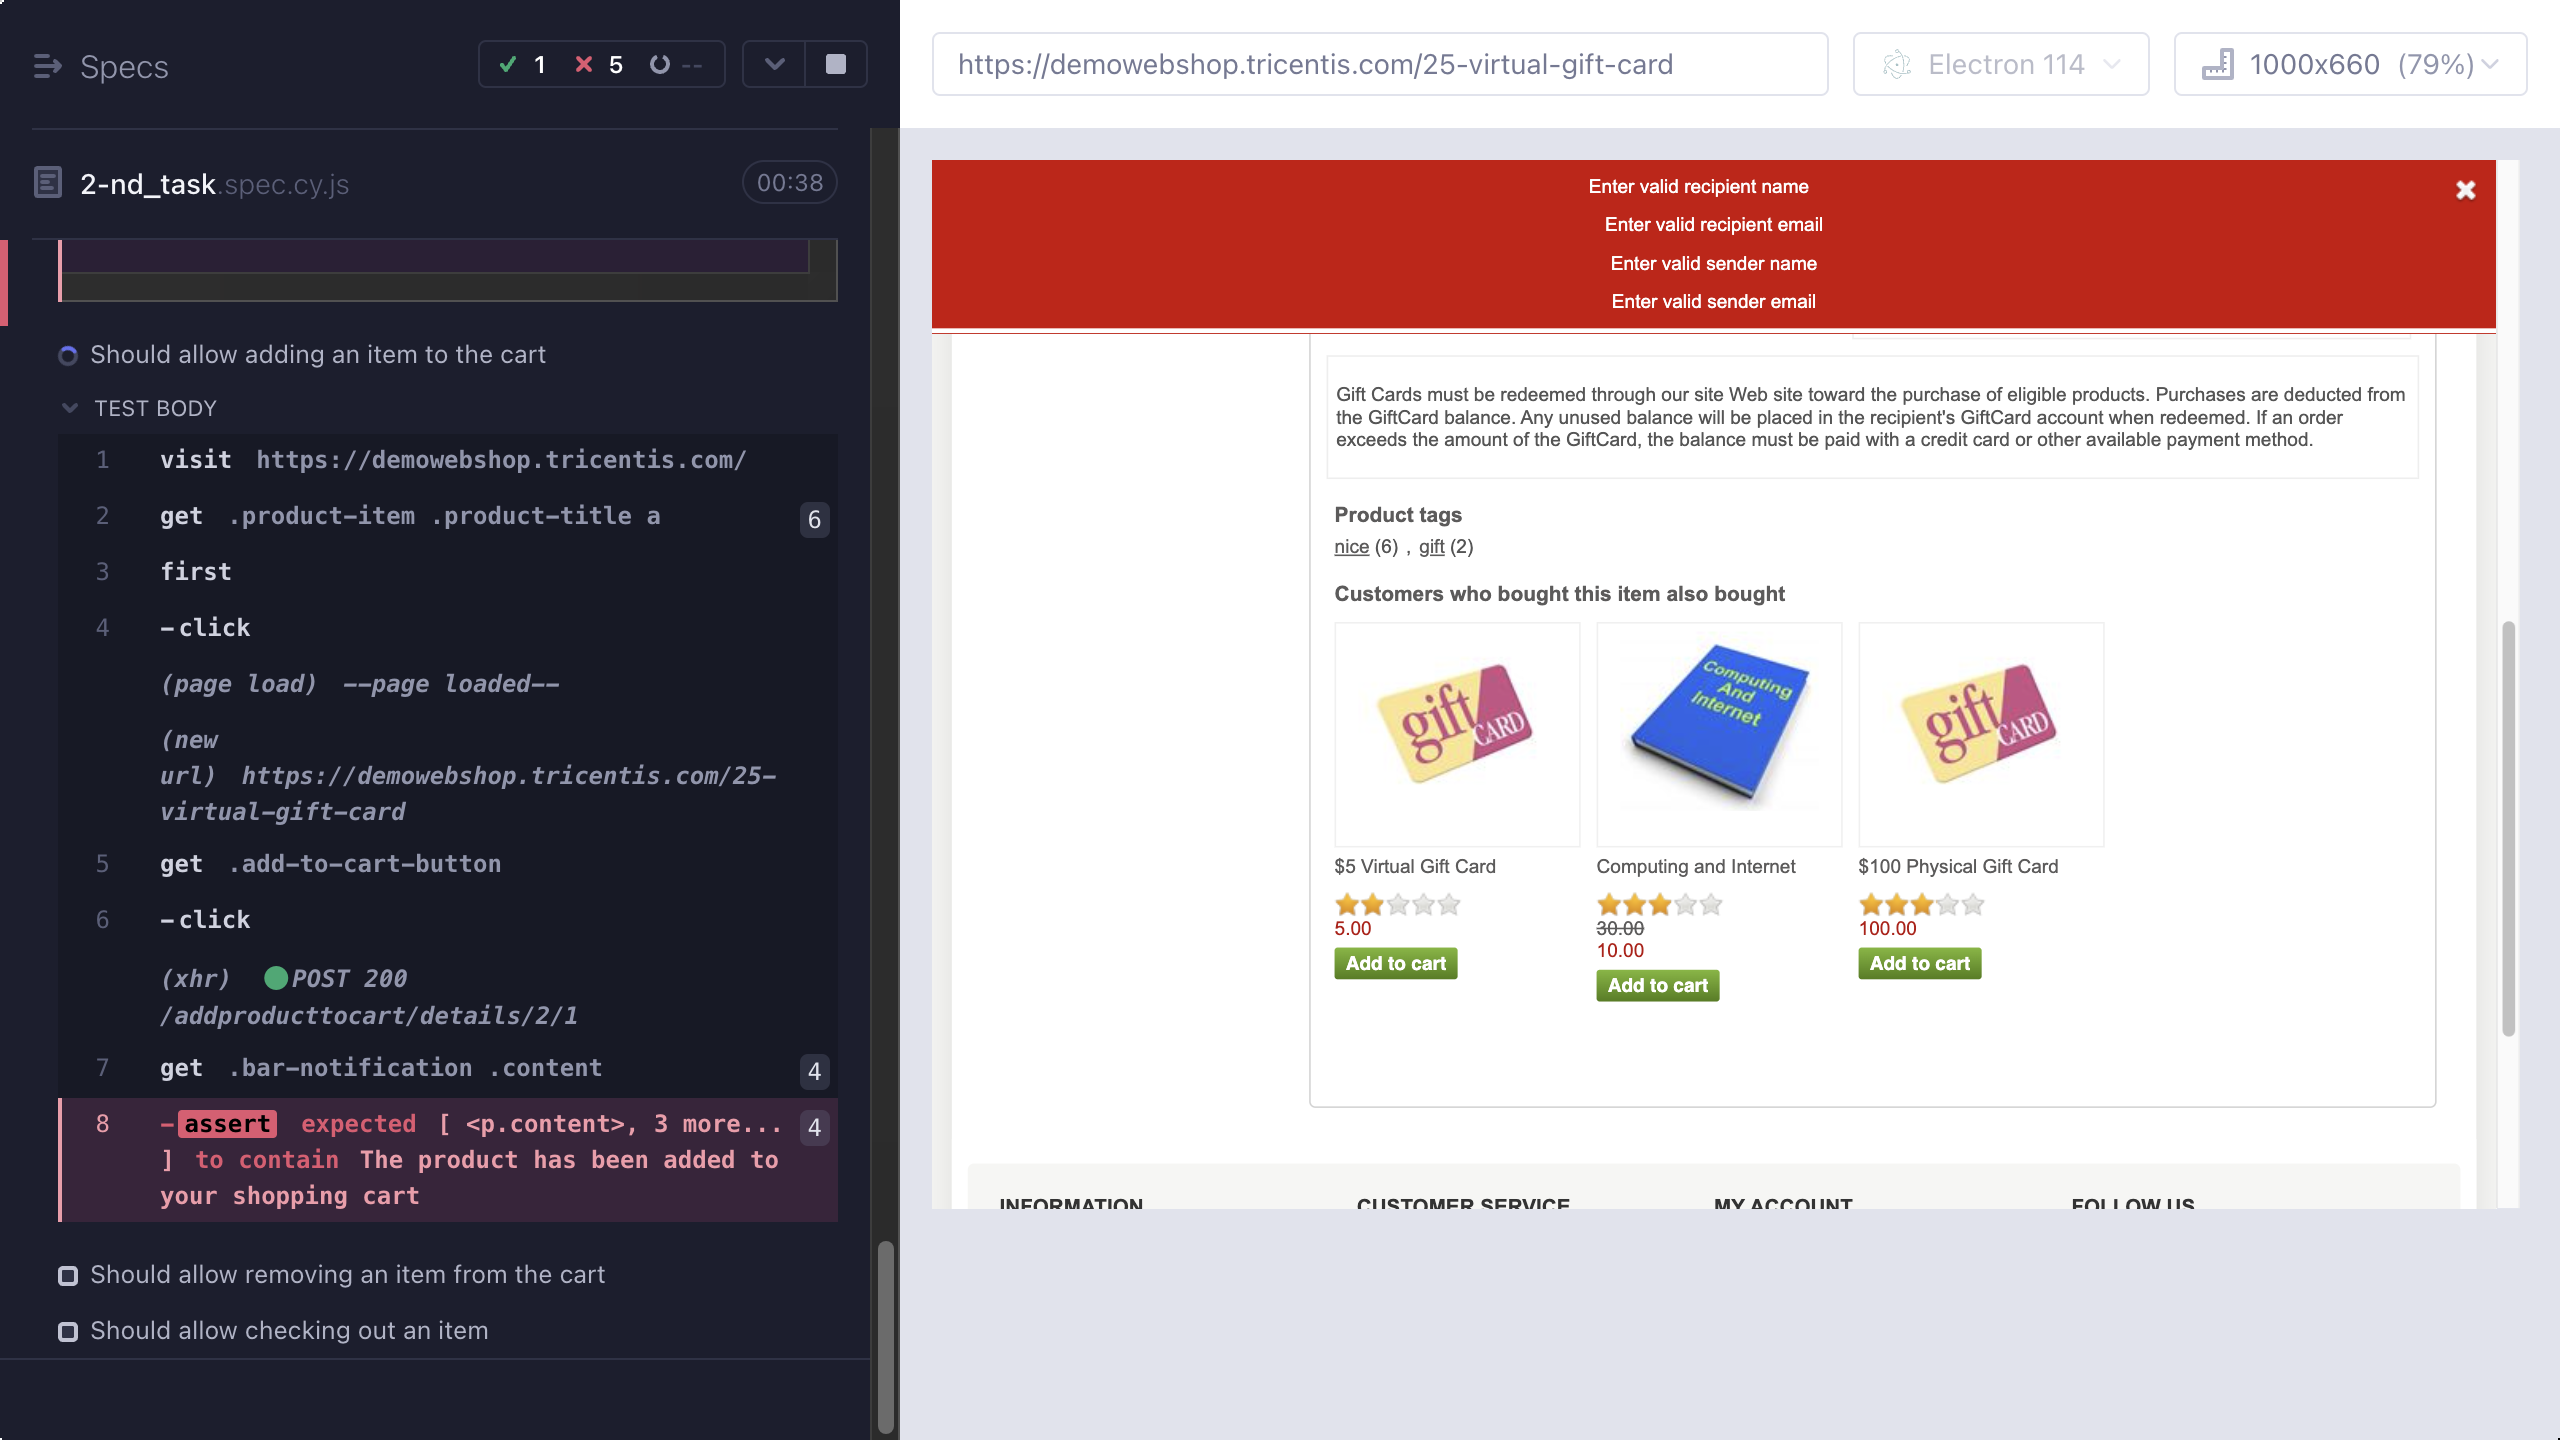 Specs
1
5
--
2-nd_task.spec.cy.js
00:38
Should allow adding an item to the cart
TEST BODY
1 visit https://demowebshop.tricentis.com/
2 get .product-item .product-title a 6
3 first
4 -click
(page load) --page loaded--
(new
url) https://demowebshop.tricentis.com/25-
virtual-gift-card
5 get .add-to-cart-button
6 -click
(xhr) POST 200
/addproducttocart/details/2/1
7 get .bar-notification .content 4
8 -assert expected [ <p.content>, 3 more... 4
] to contain The product has been added to
your shopping cart
Should allow removing an item from the cart
Should allow checking out an item
https://demowebshop.tricentis.com/25-virtual-gift-card
Electron 114
1000x660 (79%)
Enter valid recipient name
Enter valid recipient email
Enter valid sender name
Enter valid sender email
Gift Cards must be redeemed through our site Web site toward the purchase of eligible products. Purchases are deducted from
the GiftCard balance. Any unused balance will be placed in the recipient's GiftCard account when redeemed. If an order
exceeds the amount of the GiftCard, the balance must be paid with a credit card or other available payment method.
Product tags
nice (6) , gift (2)
Customers who bought this item also bought
gift CARD
Computing
And
Internet
gift CARD
$5 Virtual Gift Card
Computing and Internet
$100 Physical Gift Card
5.00
30.00
100.00
10.00
Add to cart
Add to cart
Add to cart
INFORMATION
CUSTOMER SERVICE
MY ACCOUNT
FOLLOW US